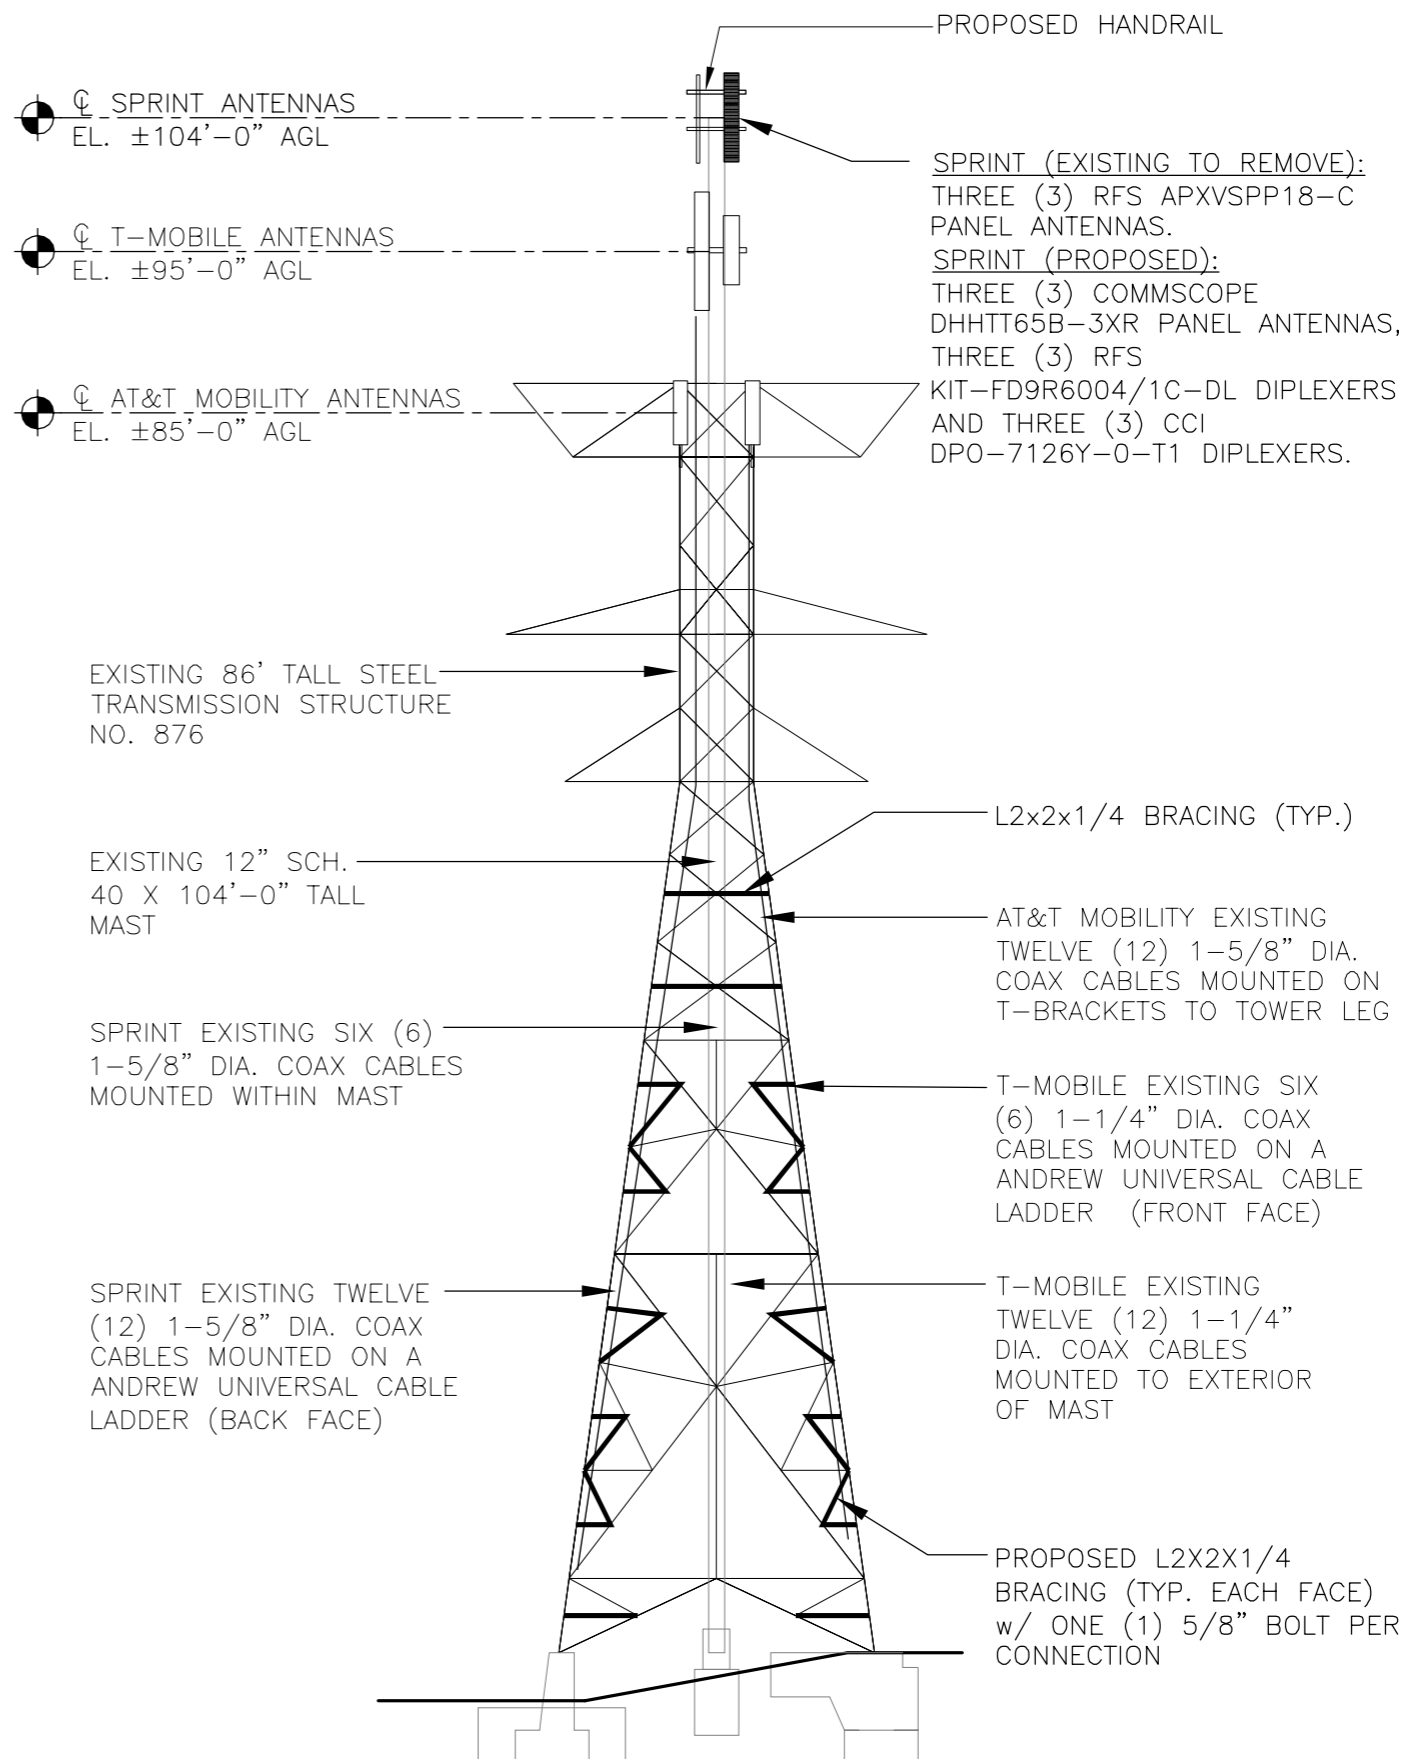 PROPOSED HANDRAIL
℄ SPRINT ANTENNAS
EL. ±104'-0" AGL
SPRINT (EXISTING TO REMOVE):
THREE (3) RFS APXVSPP18-C
PANEL ANTENNAS.
SPRINT (PROPOSED):
THREE (3) COMMSCOPE
DHHTT65B-3XR PANEL ANTENNAS,
THREE (3) RFS
KIT-FD9R6004/1C-DL DIPLEXERS
AND THREE (3) CCI
DPO-7126Y-0-T1 DIPLEXERS.
℄ T-MOBILE ANTENNAS
EL. ±95'-0" AGL
℄ AT&T MOBILITY ANTENNAS
EL. ±85'-0" AGL
EXISTING 86' TALL STEEL
TRANSMISSION STRUCTURE
NO. 876
L2x2x1/4 BRACING (TYP.)
EXISTING 12" SCH.
40 X 104'-0" TALL
MAST
AT&T MOBILITY EXISTING
TWELVE (12) 1-5/8" DIA.
COAX CABLES MOUNTED ON
T-BRACKETS TO TOWER LEG
SPRINT EXISTING SIX (6)
1-5/8" DIA. COAX CABLES
MOUNTED WITHIN MAST
T-MOBILE EXISTING SIX
(6) 1-1/4" DIA. COAX
CABLES MOUNTED ON A
ANDREW UNIVERSAL CABLE
LADDER (FRONT FACE)
SPRINT EXISTING TWELVE
(12) 1-5/8" DIA. COAX
CABLES MOUNTED ON A
ANDREW UNIVERSAL CABLE
LADDER (BACK FACE)
T-MOBILE EXISTING
TWELVE (12) 1-1/4"
DIA. COAX CABLES
MOUNTED TO EXTERIOR
OF MAST
PROPOSED L2X2X1/4
BRACING (TYP. EACH FACE)
w/ ONE (1) 5/8" BOLT PER
CONNECTION